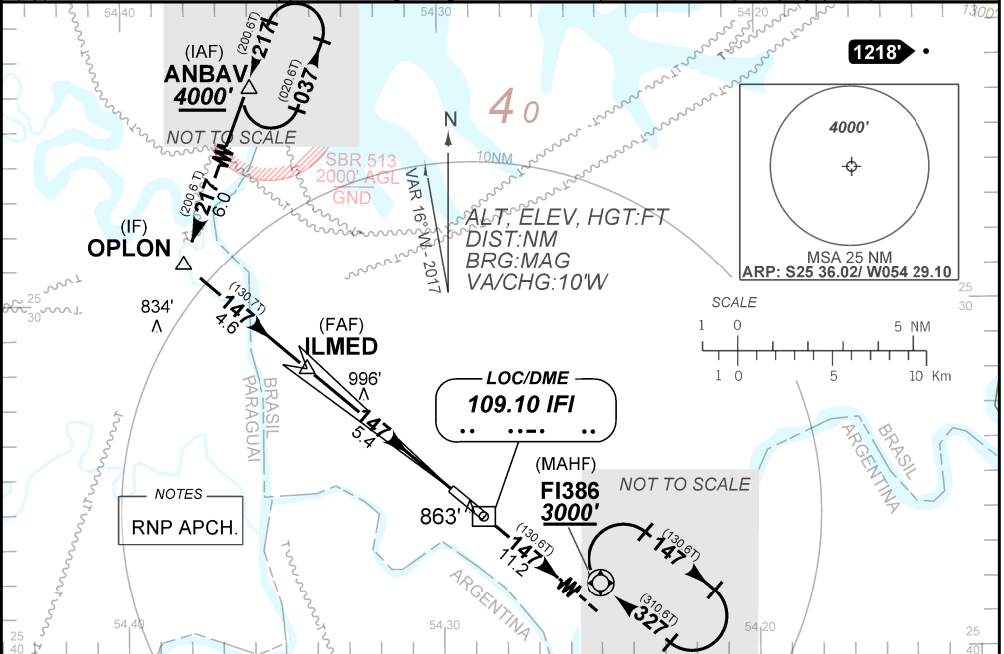 54,40
54,30
54,20
1300
1218'
(IAF)
ANBAV
4000'
(200.6T)
217
(020.6T)
037
NOT TO SCALE
4 0
N
10NM
VAR 16° W - 2017
SBR 513
2000' AGL
GND
(200.6T)
217
6.0
ALT, ELEV, HGT:FT
DIST:NM
BRG:MAG
VA/CHG:10'W
4000'
MSA 25 NM
ARP: S25 36.02/ W054 29.10
(IF)
OPLON
25
30
25
30
834'
(130.7T)
147
4.6
(FAF)
ILMED
996'
SCALE
1 0 5 NM
1 0 5 10 Km
BRASIL
PARAGUAI
147
5.4
LOC/DME
109.10 IFI
BRASIL
ARGENTINA
NOTES
RNP APCH.
863'
(MAHF)
FI386
3000'
NOT TO SCALE
(130.6T)
147
11.2
(130.6T)
147
(310.6T)
327
ARGENTINA
25
40
54,40
54,30
54,20
25
40